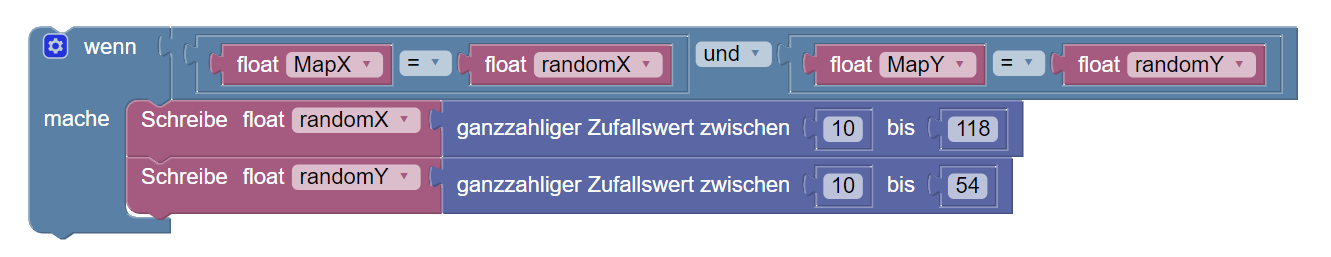 wenn float MapX = float randomX und float MapY = float randomY
mache Schreibe float randomX ganzzahliger Zufallswert zwischen 10 bis 118
Schreibe float randomY ganzzahliger Zufallswert zwischen 10 bis 54